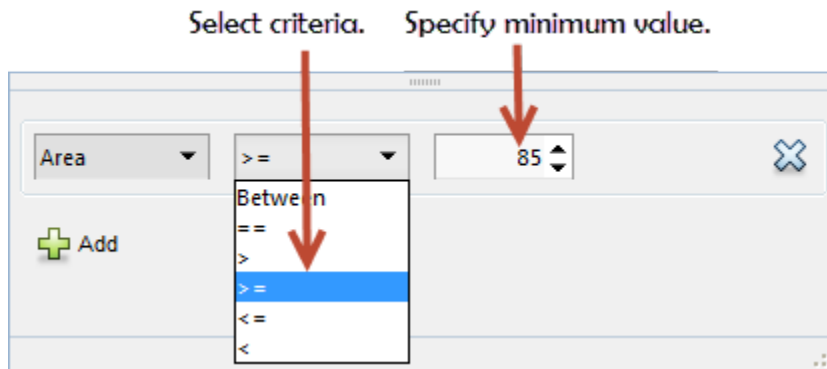 Select criteria. Specify minimum value.
Area >= 85
Between
==
Add
>
>=
<=
<